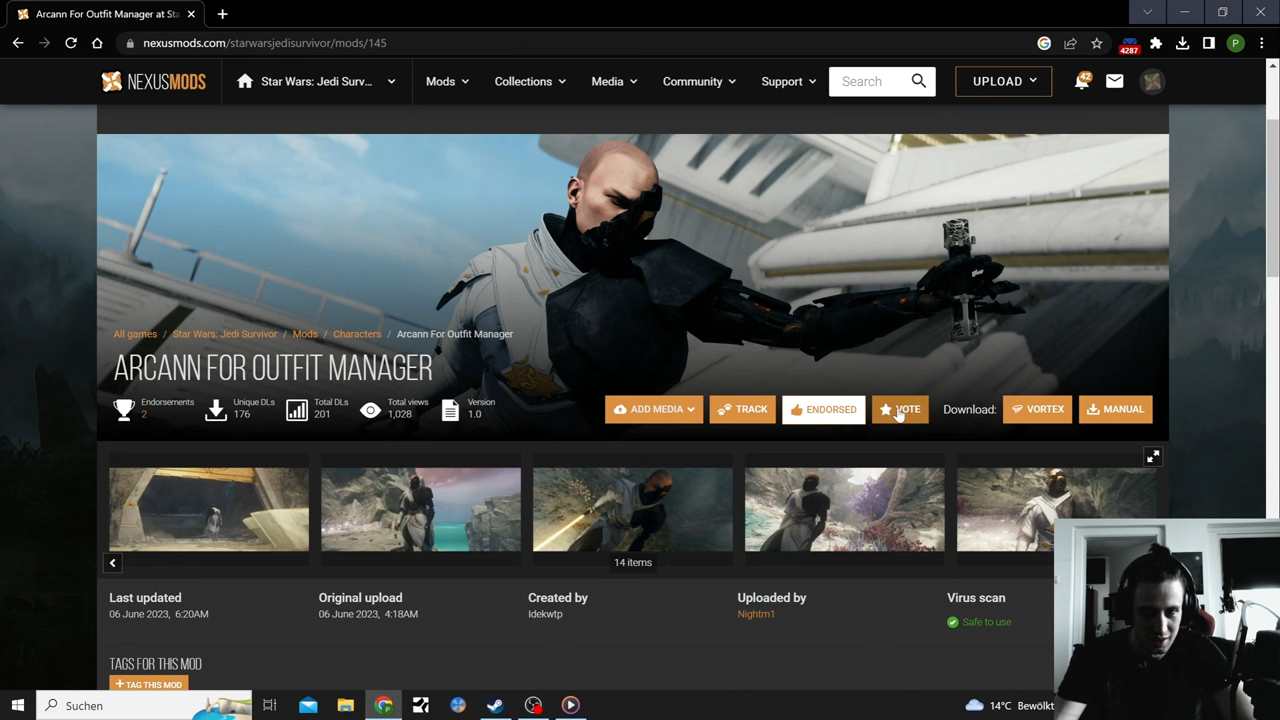 Arcann For Outfit Manager at Sta
nexusmods.com/starwarsjedisurvivor/mods/145
4287
P
NEXUSMODS
Star Wars: Jedi Surv...
Mods
Collections
Media
Community
Support
Search
UPLOAD
42
All games / Star Wars: Jedi Survivor / Mods / Characters / Arcann For Outfit Manager
ARCANN FOR OUTFIT MANAGER
Endorsements
2
Unique DLs
176
Total DLs
201
Total views
1,028
Version
1.0
ADD MEDIA
TRACK
ENDORSED
VOTE
Download:
VORTEX
MANUAL
14 items
Last updated
06 June 2023, 6:20AM
Original upload
06 June 2023, 4:18AM
Created by
Idekwtp
Uploaded by
Nightm1
Virus scan
Safe to use
TAGS FOR THIS MOD
+ TAG THIS MOD
Suchen
14°C Bewölkt